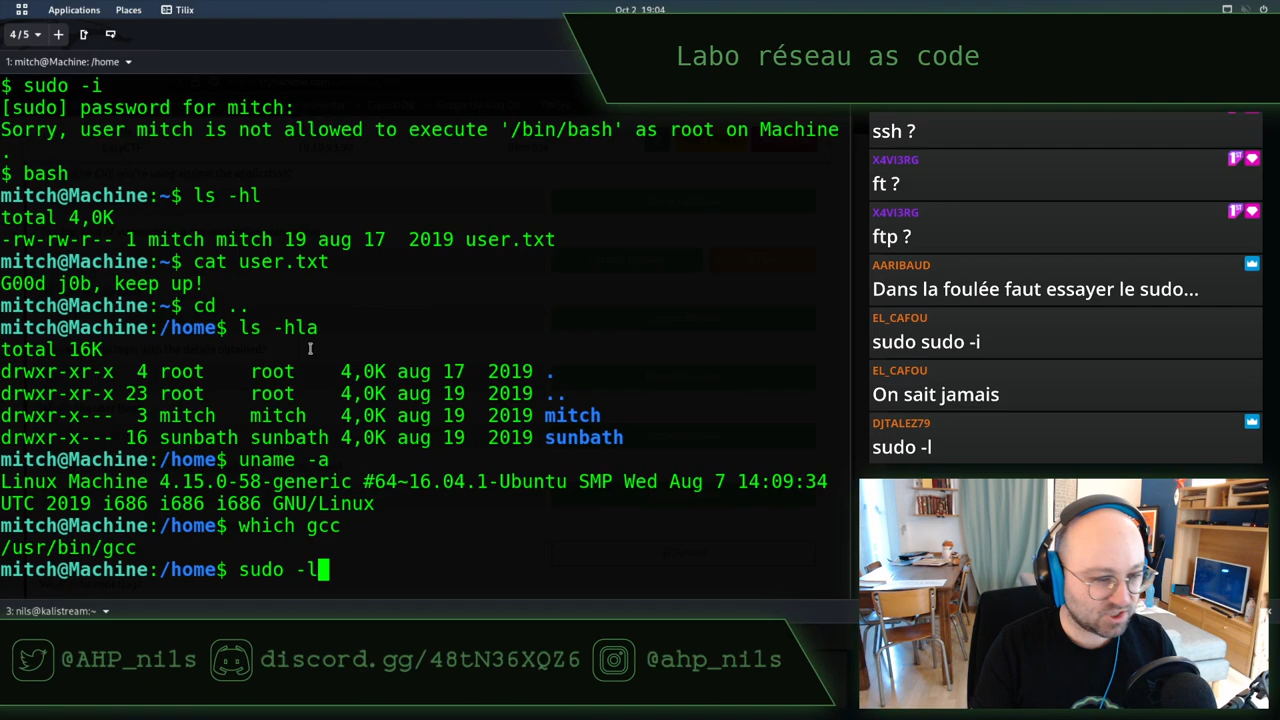 Applications Places Tilix
Oct 2, 19:04
4/5
1: mitch@Machine: /home
Labo réseau as code
$ sudo -i
[sudo] password for mitch:
Sorry, user mitch is not allowed to execute '/bin/bash' as root on Machine
.
$ bash
mitch@Machine:~$ ls -hl
total 4,0K
-rw-rw-r-- 1 mitch mitch 19 aug 17  2019 user.txt
mitch@Machine:~$ cat user.txt
G00d j0b, keep up!
mitch@Machine:~$ cd ..
mitch@Machine:/home$ ls -hla
total 16K
drwxr-xr-x  4 root    root    4,0K aug 17  2019 .
drwxr-xr-x 23 root    root    4,0K aug 19  2019 ..
drwxr-x---  3 mitch   mitch   4,0K aug 19  2019 mitch
drwxr-x--- 16 sunbath sunbath 4,0K aug 19  2019 sunbath
mitch@Machine:/home$ uname -a
Linux Machine 4.15.0-58-generic #64~16.04.1-Ubuntu SMP Wed Aug 7 14:09:34
UTC 2019 i686 i686 i686 GNU/Linux
mitch@Machine:/home$ which gcc
/usr/bin/gcc
mitch@Machine:/home$ sudo -l
3: nils@kalistream:~
ssh ?
X4VI3RG
ft ?
X4VI3RG
ftp ?
AARIBAUD
Dans la foulée faut essayer le sudo...
EL_CAFOU
sudo sudo -i
EL_CAFOU
On sait jamais
DJTALEZ79
sudo -l
@AHP_nils discord.gg/48tN36XQZ6 @ahp_nils